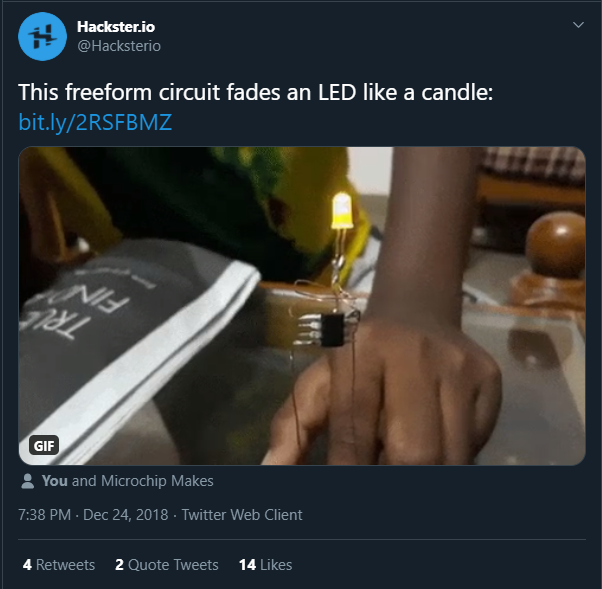 Hackster.io
@Hacksterio
This freeform circuit fades an LED like a candle:
bit.ly/2RSFBMZ
TRUE
FIND
GIF
You and Microchip Makes
7:38 PM · Dec 24, 2018 · Twitter Web Client
4 Retweets 2 Quote Tweets 14 Likes